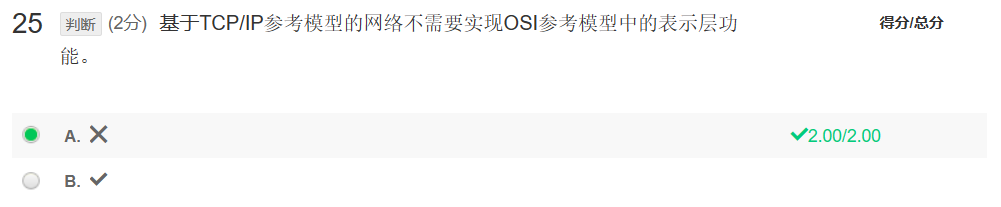 25 判断 (2分) 基于TCP/IP参考模型的网络不需要实现OSI参考模型中的表示层功 得分/总分
能。
A. ✕ ✔2.00/2.00
B. ✔